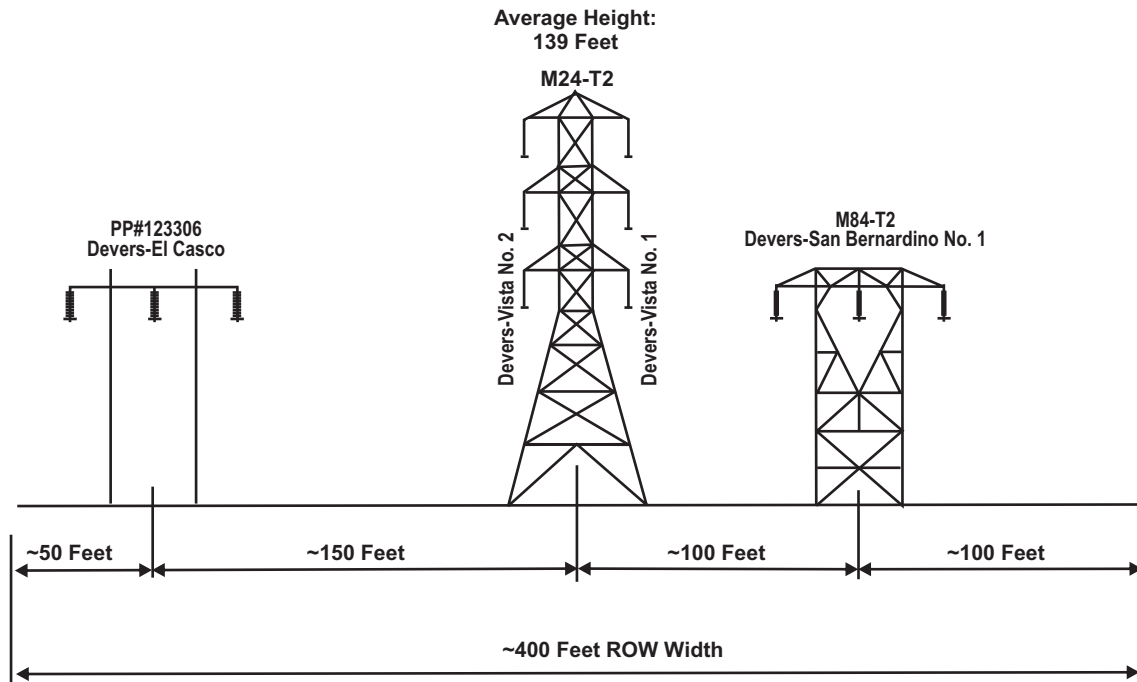 Average Height:
139 Feet
M24-T2
PP#123306
Devers-El Casco
Devers-Vista No. 2
Devers-Vista No. 1
M84-T2
Devers-San Bernardino No. 1
~50 Feet
~150 Feet
~100 Feet
~100 Feet
~400 Feet ROW Width